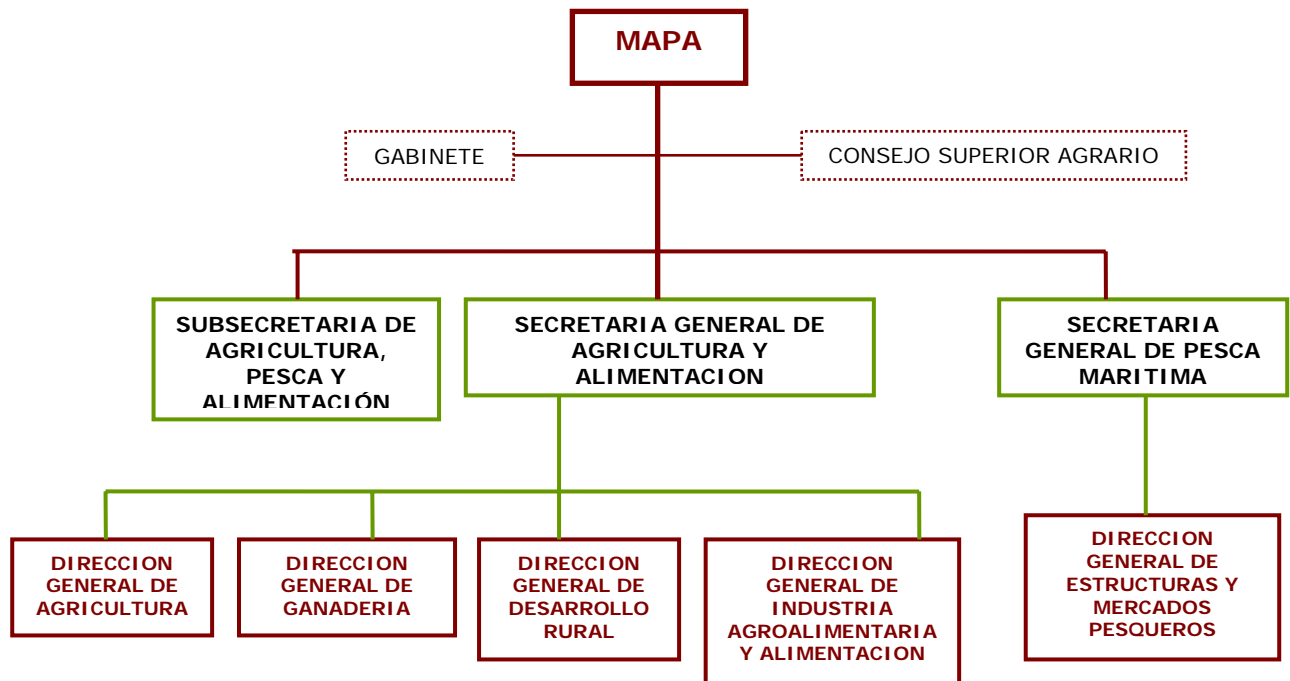 MAPA
GABINETE
CONSEJO SUPERIOR AGRARIO
SUBSECRETARIA DE
AGRICULTURA,
PESCA Y
ALIMENTACIÓN
SECRETARIA GENERAL DE
AGRICULTURA Y
ALIMENTACION
SECRETARIA
GENERAL DE PESCA
MARITIMA
DIRECCION
GENERAL DE
AGRICULTURA
DIRECCION
GENERAL DE
GANADERIA
DIRECCION
GENERAL DE
DESARROLLO
RURAL
DIRECCION
GENERAL DE
INDUSTRIA
AGROALIMENTARIA
Y ALIMENTACION
DIRECCION
GENERAL DE
ESTRUCTURAS Y
MERCADOS
PESQUEROS